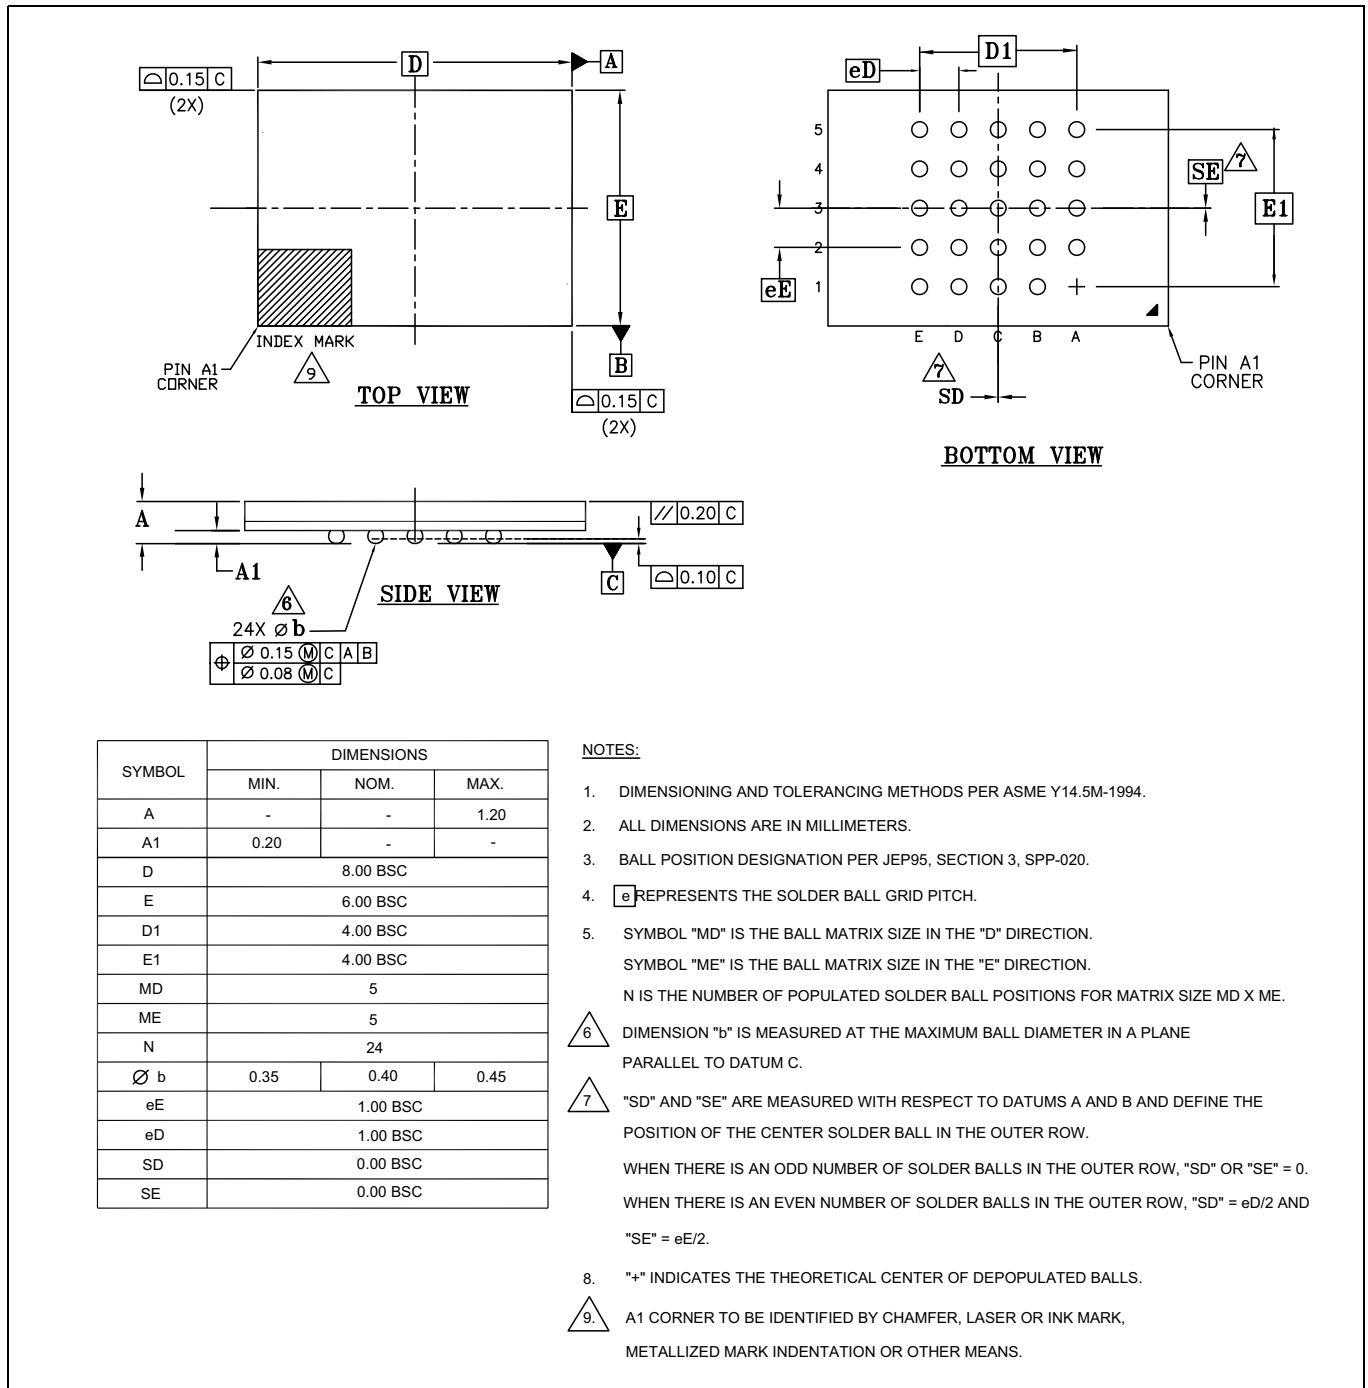 D
A
⌓ 0.15 C
(2X)
E
INDEX MARK
9
PIN A1
CORNER
B
TOP VIEW
⌓ 0.15 C
(2X)
D1
eD
5
4
3
2
1
SE
7
E1
eE
E D C B A
7
SD
PIN A1
CORNER
BOTTOM VIEW
A
A1
// 0.20 C
C
⌓ 0.10 C
SIDE VIEW
6
24X ⌀ b
⌖ ⌀ 0.15 Ⓜ C A B
⌀ 0.08 Ⓜ C
SYMBOL DIMENSIONS
MIN. NOM. MAX.
A - - 1.20
A1 0.20 - -
D 8.00 BSC
E 6.00 BSC
D1 4.00 BSC
E1 4.00 BSC
MD 5
ME 5
N 24
⌀ b 0.35 0.40 0.45
eE 1.00 BSC
eD 1.00 BSC
SD 0.00 BSC
SE 0.00 BSC
NOTES:
1. DIMENSIONING AND TOLERANCING METHODS PER ASME Y14.5M-1994.
2. ALL DIMENSIONS ARE IN MILLIMETERS.
3. BALL POSITION DESIGNATION PER JEP95, SECTION 3, SPP-020.
4. e REPRESENTS THE SOLDER BALL GRID PITCH.
5. SYMBOL "MD" IS THE BALL MATRIX SIZE IN THE "D" DIRECTION.
SYMBOL "ME" IS THE BALL MATRIX SIZE IN THE "E" DIRECTION.
N IS THE NUMBER OF POPULATED SOLDER BALL POSITIONS FOR MATRIX SIZE MD X ME.
6 DIMENSION "b" IS MEASURED AT THE MAXIMUM BALL DIAMETER IN A PLANE
PARALLEL TO DATUM C.
7 "SD" AND "SE" ARE MEASURED WITH RESPECT TO DATUMS A AND B AND DEFINE THE
POSITION OF THE CENTER SOLDER BALL IN THE OUTER ROW.
WHEN THERE IS AN ODD NUMBER OF SOLDER BALLS IN THE OUTER ROW, "SD" OR "SE" = 0.
WHEN THERE IS AN EVEN NUMBER OF SOLDER BALLS IN THE OUTER ROW, "SD" = eD/2 AND
"SE" = eE/2.
8. "+" INDICATES THE THEORETICAL CENTER OF DEPOPULATED BALLS.
9. A1 CORNER TO BE IDENTIFIED BY CHAMFER, LASER OR INK MARK,
METALLIZED MARK INDENTATION OR OTHER MEANS.